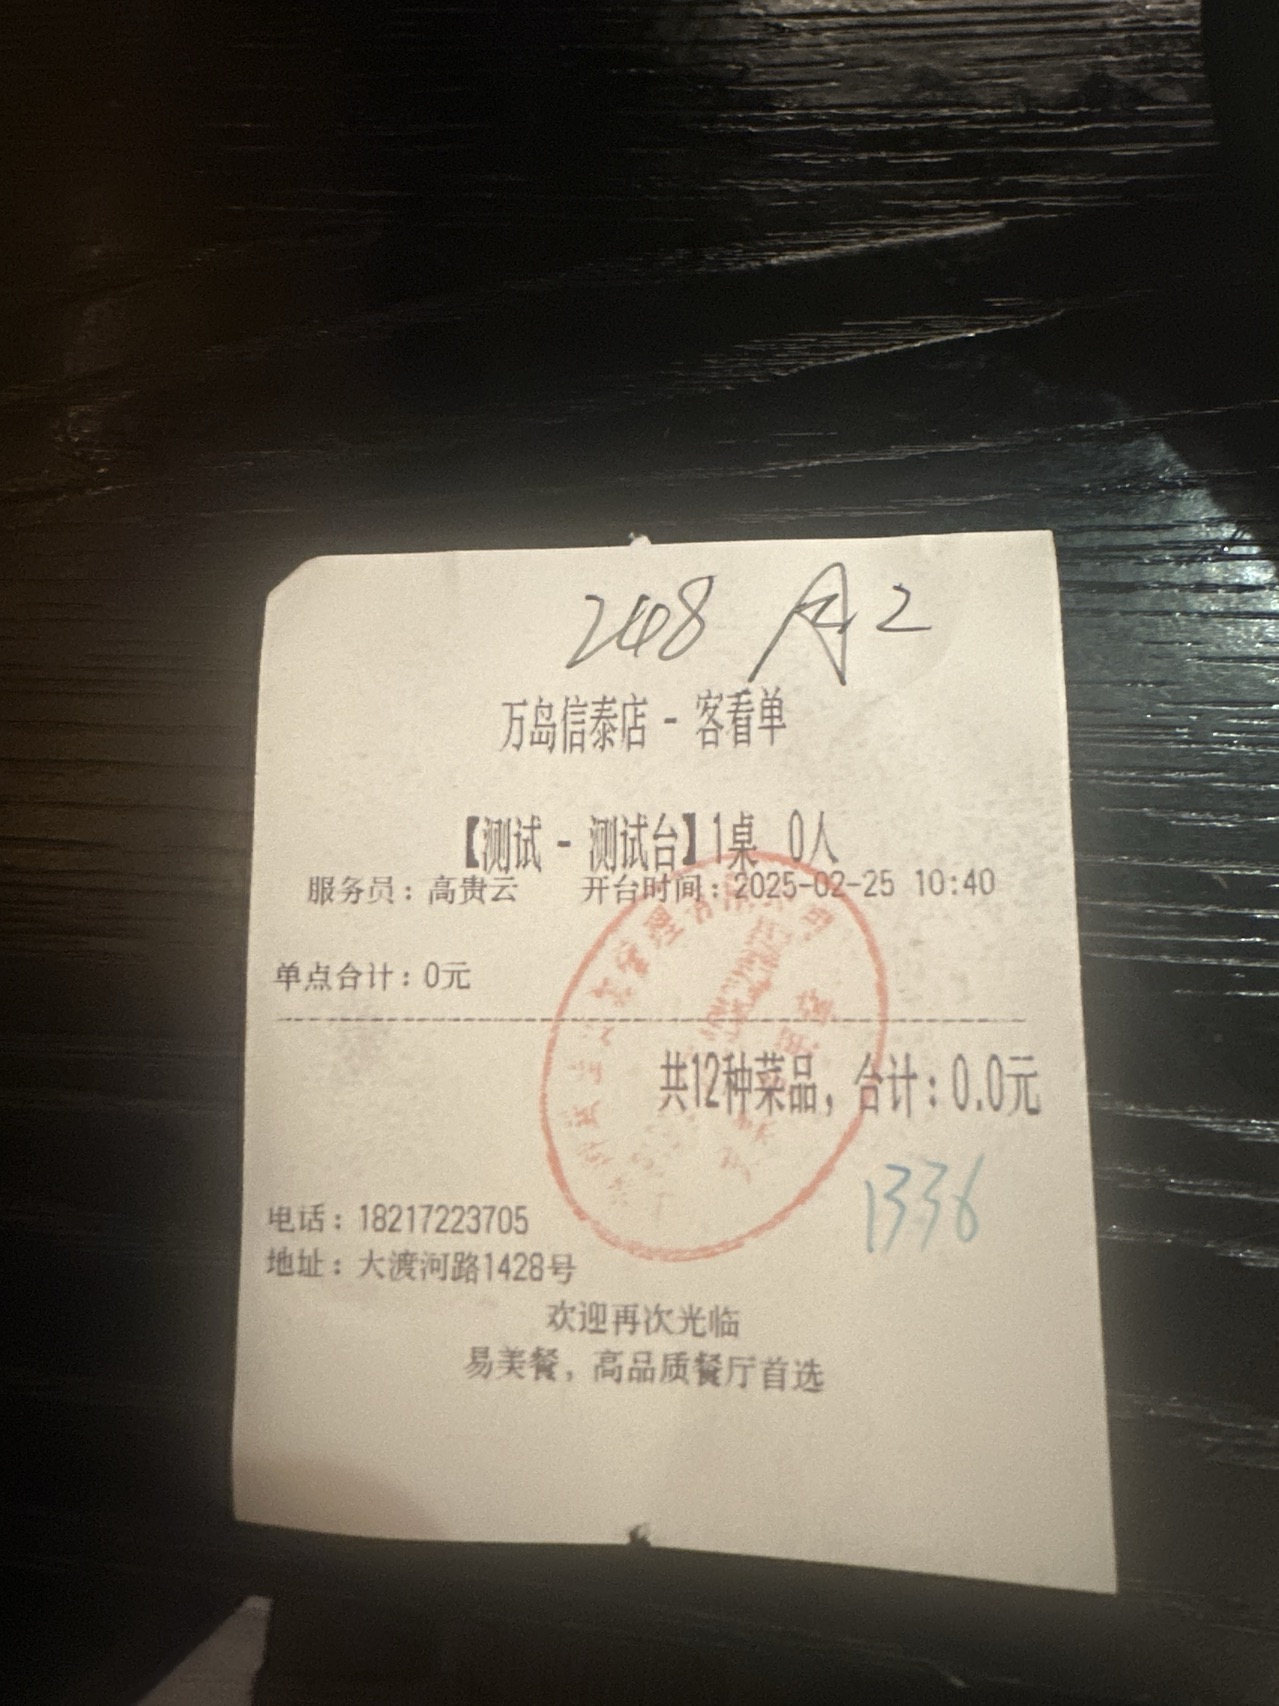 248 月2
万岛信泰店 - 客看单
【测试 - 测试台】1桌 0人
服务员：高贵云 开台时间：2025-02-25 10:40
单点合计：0元
共12种菜品，合计：0.0元
1336
电话：18217223705
地址：大渡河路1428号
欢迎再次光临
易美餐，高品质餐厅首选